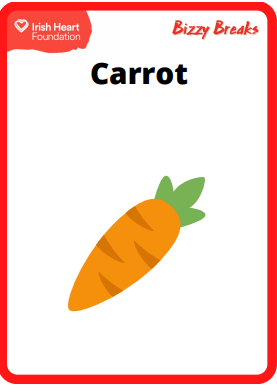 Irish Heart
Foundation
Bizzy Breaks
Carrot